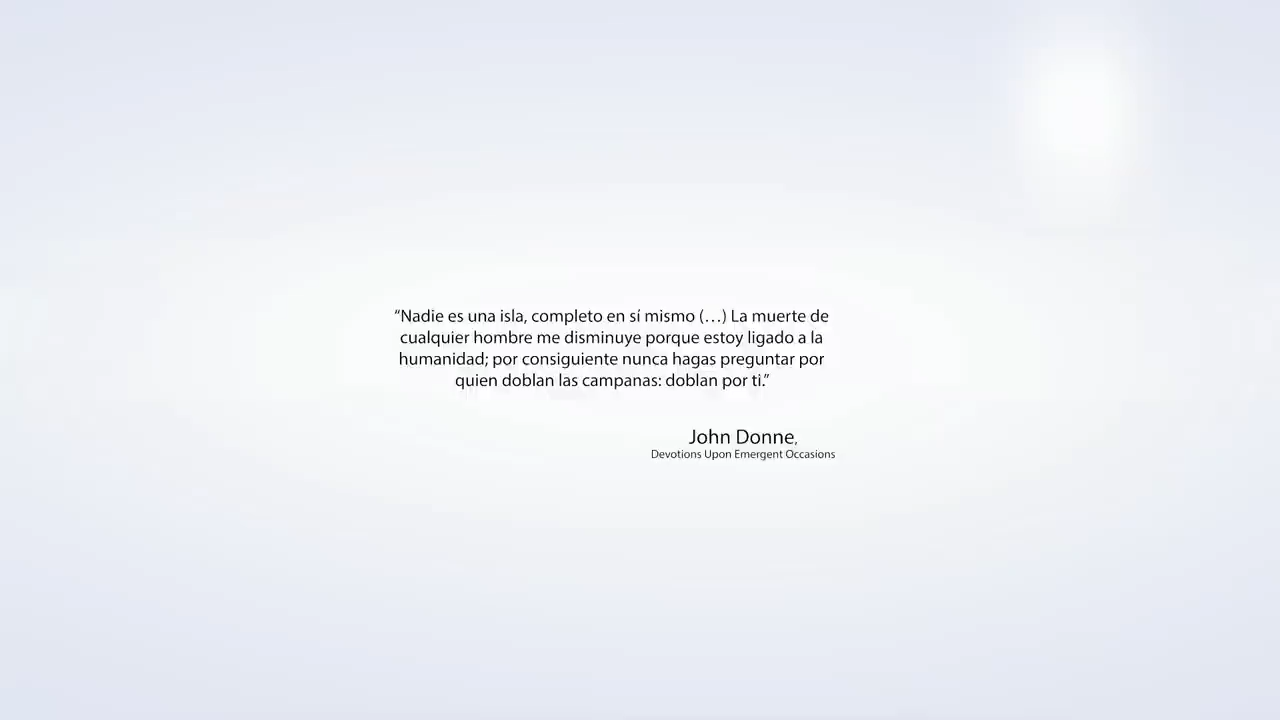 “Nadie es una isla, completo en sí mismo (…) La muerte de
cualquier hombre me disminuye porque estoy ligado a la
humanidad; por consiguiente nunca hagas preguntar por
quien doblan las campanas: doblan por ti.”
John Donne,
Devotions Upon Emergent Occasions